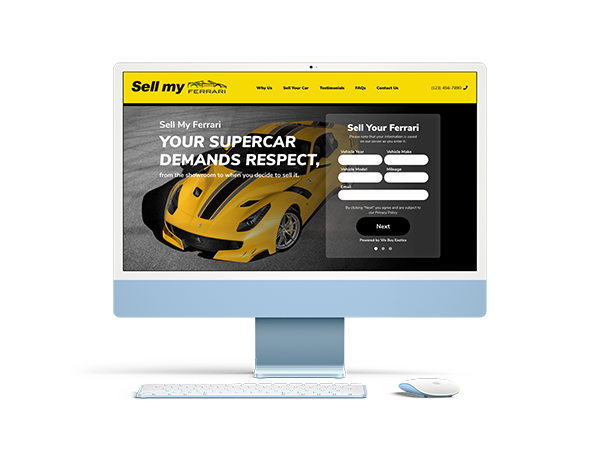 Sell my FERRARI
Why Us Sell Your Car Testimonials FAQs Contact Us (123) 456-7890
Sell My Ferrari
YOUR SUPERCAR
DEMANDS RESPECT,
from the showroom to when you decide to sell it.
Sell Your Ferrari
Please note that your information is saved
on our server as you enter it.
Vehicle Year Vehicle Make
Vehicle Model Mileage
Email
By clicking "Next" you agree and are subject to
our Privacy Policy
Next
Powered by We Buy Exotics